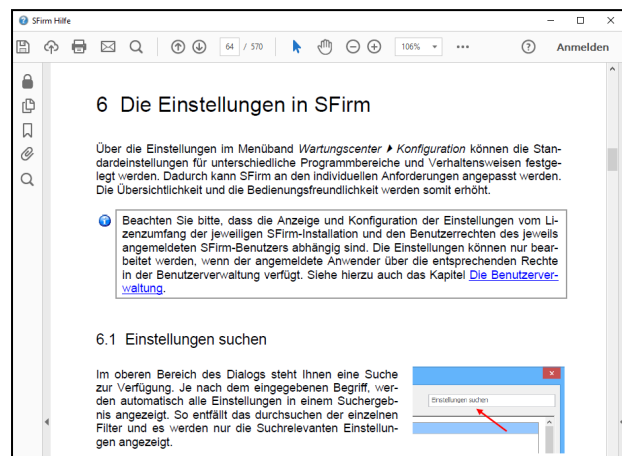 SFirm Hilfe
64 / 570
106%
Anmelden
6 Die Einstellungen in SFirm
Über die Einstellungen im Menüband Wartungscenter ▶ Konfiguration können die Stan-
dardeinstellungen für unterschiedliche Programmbereiche und Verhaltensweisen festge-
legt werden. Dadurch kann SFirm an den individuellen Anforderungen angepasst werden.
Die Übersichtlichkeit und die Bedienungsfreundlichkeit werden somit erhöht.
Beachten Sie bitte, dass die Anzeige und Konfiguration der Einstellungen vom Li-
zenzumfang der jeweiligen SFirm-Installation und den Benutzerrechten des jeweils
angemeldeten SFirm-Benutzers abhängig sind. Die Einstellungen können nur bear-
beitet werden, wenn der angemeldete Anwender über die entsprechenden Rechte
in der Benutzerverwaltung verfügt. Siehe hierzu auch das Kapitel Die Benutzerver-
waltung.
6.1 Einstellungen suchen
Im oberen Bereich des Dialogs steht Ihnen eine Suche
zur Verfügung. Je nach dem eingegebenen Begriff, wer-
den automatisch alle Einstellungen in einem Suchergeb-
nis angezeigt. So entfällt das durchsuchen der einzelnen
Filter und es werden nur die Suchrelevanten Einstellun-
gen angezeigt.
Einstellungen suchen